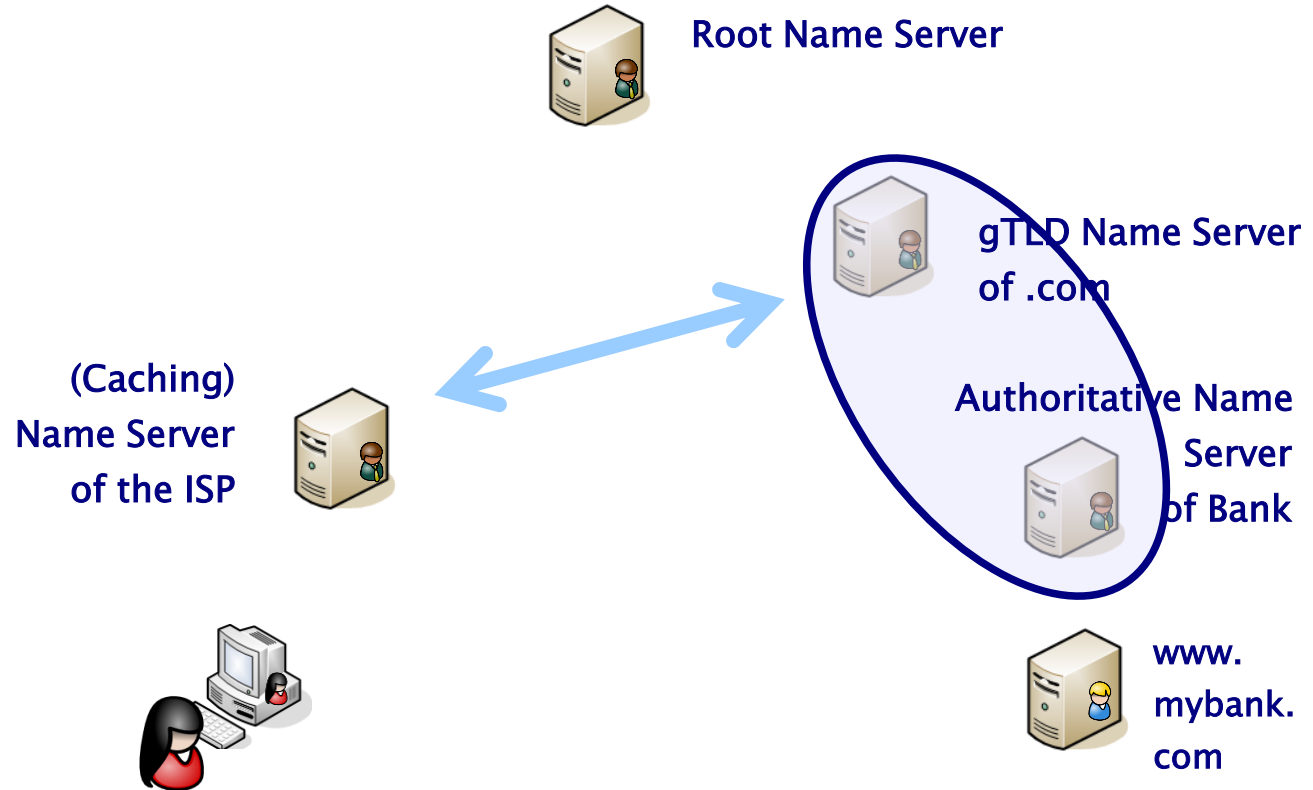 Root Name Server
gTLD Name Server
of .com
(Caching)
Name Server
of the ISP
Authoritative Name
Server
of Bank
www.
mybank.
com